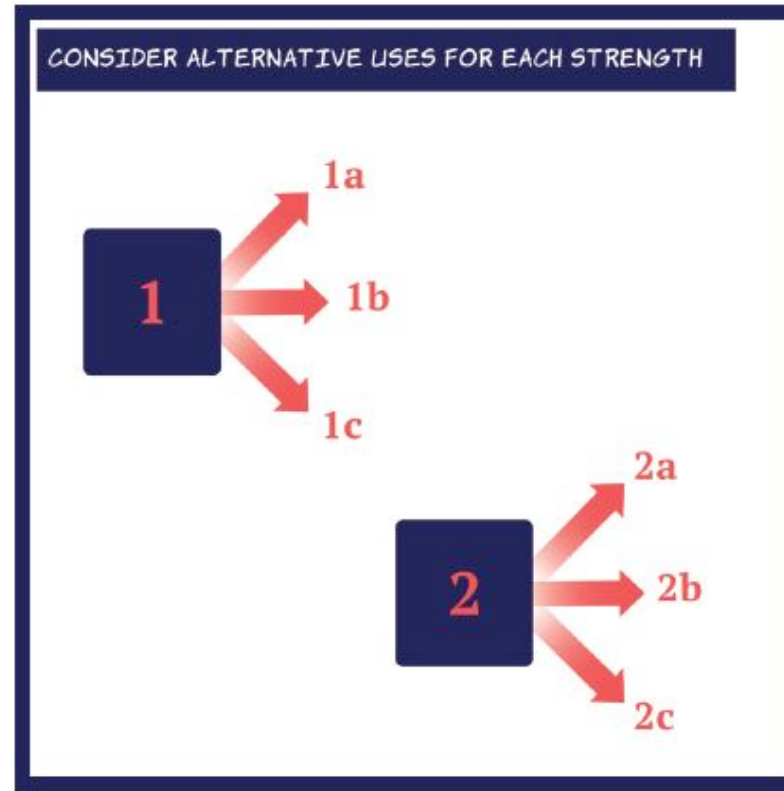 CONSIDER ALTERNATIVE USES FOR EACH STRENGTH
1a
1
1b
1c
2a
2
2b
2c